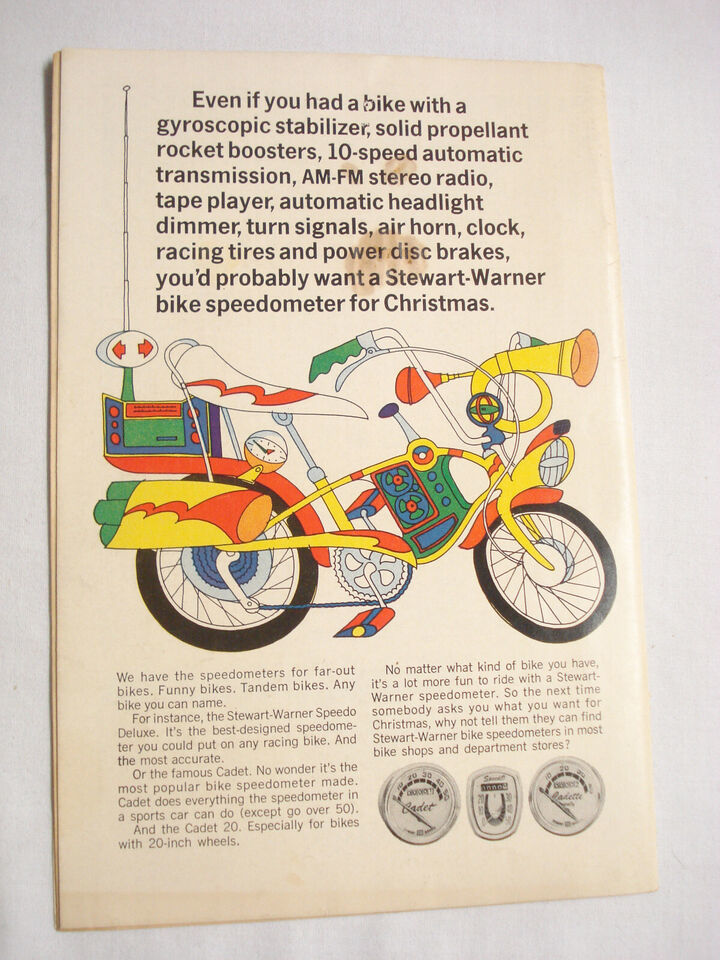 Even if you had a bike with a
gyroscopic stabilizer, solid propellant
rocket boosters, 10-speed automatic
transmission, AM-FM stereo radio,
tape player, automatic headlight
dimmer, turn signals, air horn, clock,
racing tires and power disc brakes,
you'd probably want a Stewart-Warner
bike speedometer for Christmas.
We have the speedometers for far-out
bikes. Funny bikes. Tandem bikes. Any
bike you can name.
For instance, the Stewart-Warner Speedo
Deluxe. It's the best-designed speedome-
ter you could put on any racing bike. And
the most accurate.
Or the famous Cadet. No wonder it's the
most popular bike speedometer made.
Cadet does everything the speedometer in
a sports car can do (except go over 50).
And the Cadet 20. Especially for bikes
with 20-inch wheels.
No matter what kind of bike you have,
it's a lot more fun to ride with a Stewart-
Warner speedometer. So the next time
somebody asks you what you want for
Christmas, why not tell them they can find
Stewart-Warner bike speedometers in most
bike shops and department stores?
10 20 30 40 50
Cadet
Speedo
10 20
Cadette